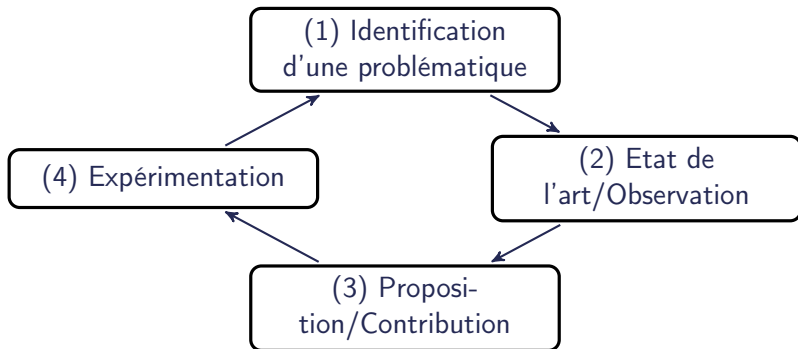 (1) Identification
d'une problématique
(2) Etat de
l'art/Observation
(3) Proposi-
tion/Contribution
(4) Expérimentation